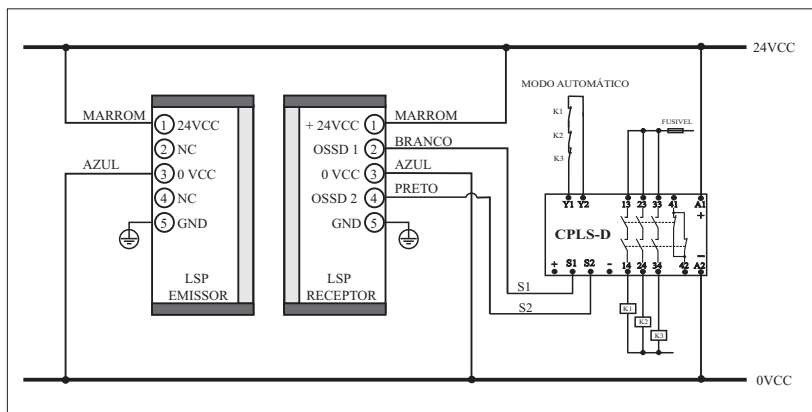 24VCC
MODO AUTOMÁTICO
K1
K2
K3
FUSIVEL
MARROM
AZUL
1 24VCC
2 NC
3 0 VCC
4 NC
5 GND
LSP
EMISSOR
+ 24VCC 1
OSSD 1 2
0 VCC 3
OSSD 2 4
GND 5
LSP
RECEPTOR
MARROM
BRANCO
AZUL
PRETO
S1
S2
Y1 Y2 13 23 33 41 A1
+
CPLS-D
-
+ S1 S2 - 14 24 34 42 A2
K1
K2
K3
0VCC